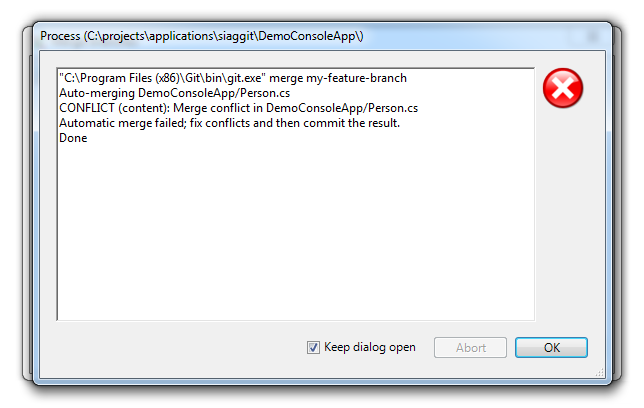 Process (C:\projects\applications\siaggit\DemoConsoleApp\)
"C:\Program Files (x86)\Git\bin\git.exe" merge my-feature-branch
Auto-merging DemoConsoleApp/Person.cs
CONFLICT (content): Merge conflict in DemoConsoleApp/Person.cs
Automatic merge failed; fix conflicts and then commit the result.
Done
Keep dialog open
Abort
OK